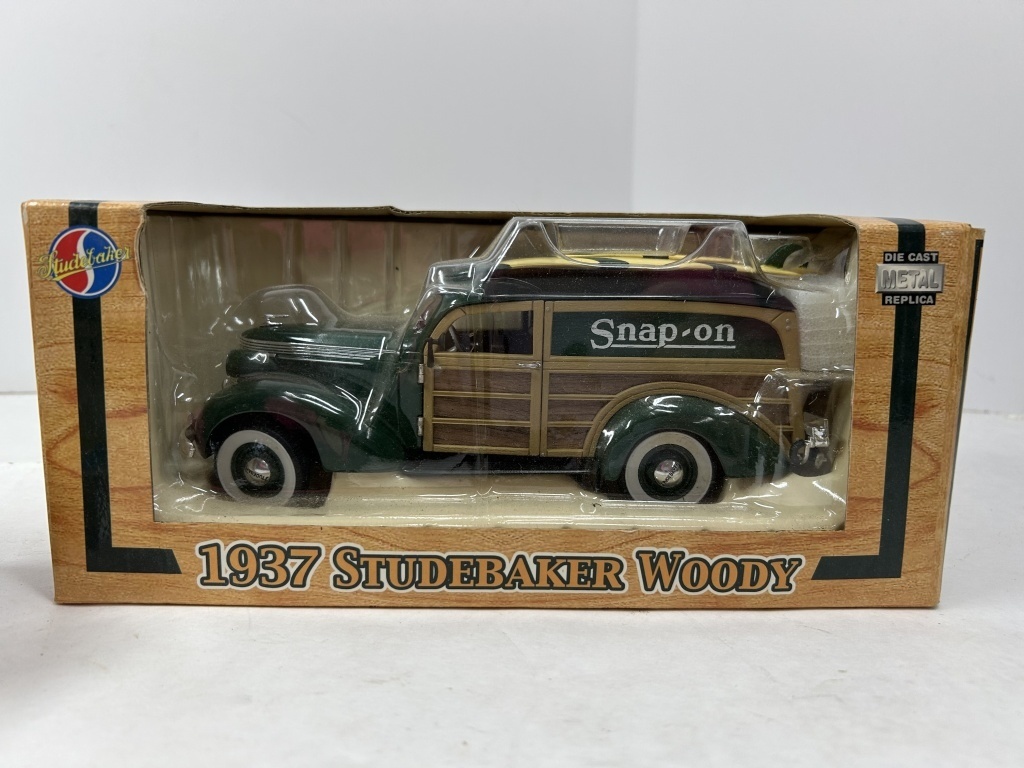 Studebaker
DIE CAST
METAL
REPLICA
Snap-on
1937 STUDEBAKER WOODY